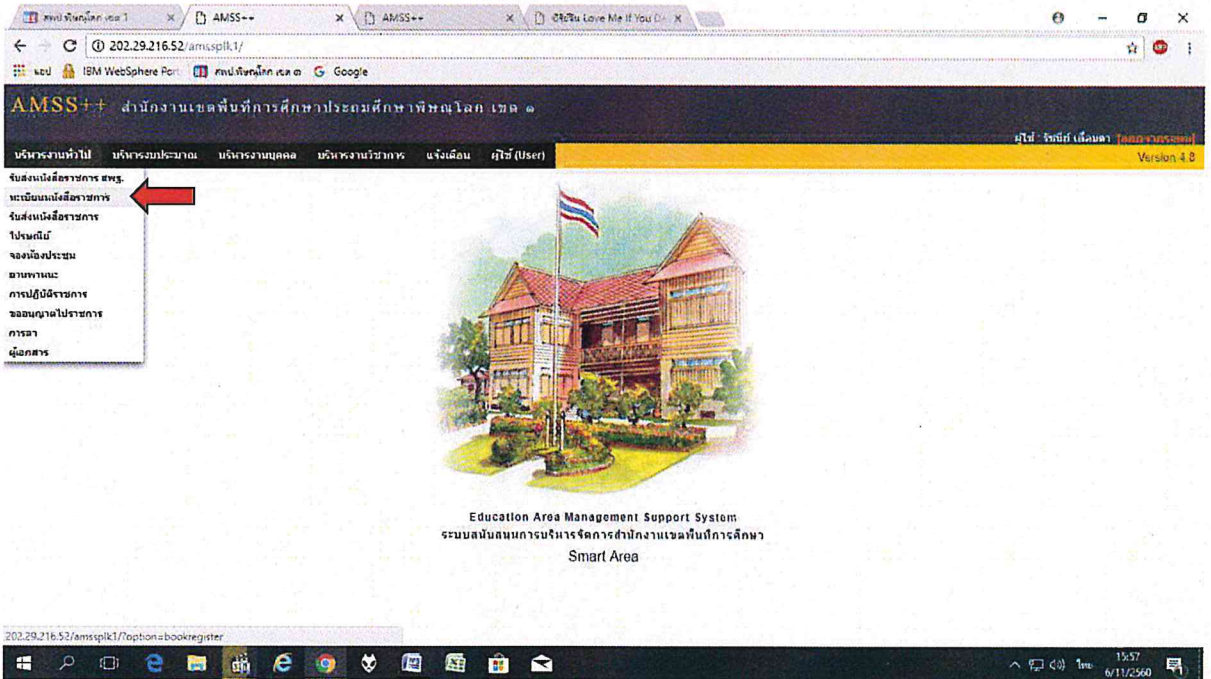 สพป.พิษณุโลก เขต 1
AMSS++
AMSS++
Love Me If You D
202.29.216.52/amssplk1/
แอป
IBM WebSphere Port
สพป.พิษณุโลก เขต ๑
Google
AMSS++ สำนักงานเขตพื้นที่การศึกษาประถมศึกษาพิษณุโลก เขต ๑
ผู้ใช้ : [ออกจากระบบ]
บริหารงานทั่วไป บริหารงบประมาณ บริหารงานบุคคล บริหารงานวิชาการ แจ้งเตือน ผู้ใช้ (User)
Version 4.8
รับส่งหนังสือราชการ สพฐ.
ทะเบียนหนังสือราชการ
รับส่งหนังสือราชการ
ไปรษณีย์
จองห้องประชุม
ยานพาหนะ
การปฏิบัติราชการ
ขออนุญาตไปราชการ
การลา
ตู้เอกสาร
Education Area Management Support System
ระบบสนับสนุนการบริหารจัดการสำนักงานเขตพื้นที่การศึกษา
Smart Area
202.29.216.52/amssplk1/?option=bookregister
ไทย
15:57
6/11/2560